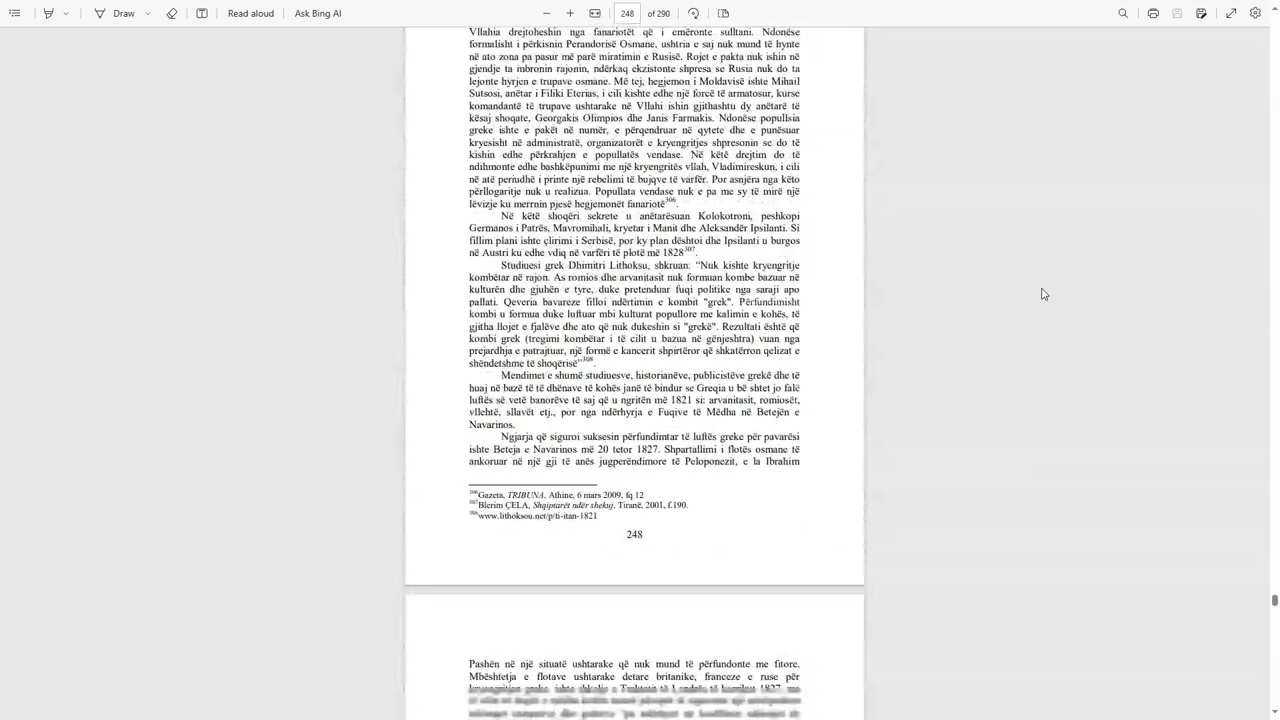 Draw
Read aloud
Ask Bing AI
248 of 290
Vllahia drejtoheshin nga fanariotët që i emëronte sulltani. Ndonëse
formalisht i përkisnin Perandorisë Osmane, ushtria e saj nuk mund të hynte
në ato zona pa pasur më parë miratimin e Rusisë. Rojet e pakta nuk ishin në
gjendje ta mbronin rajonin, ndërkaq ekzistonte shpresa se Rusia nuk do ta
lejonte hyrjen e trupave osmane. Më tej, hegjemon i Moldavisë ishte Mihail
Sutsosi, anëtar i Filiki Eterias, i cili kishte edhe një forcë të armatosur, kurse
komandantë të trupave ushtarake në Vllahi ishin gjithashtu dy anëtarë të
kësaj shoqate, Georgakis Olimpios dhe Janis Farmakis. Ndonëse popullsia
greke ishte e pakët në numër, e përqendruar në qytete dhe e punësuar
kryesisht në administratë, organizatorët e kryengritjes shpresonin se do të
kishin edhe përkrahjen e popullatës vendase. Në këtë drejtim do të
ndihmonte edhe bashkëpunimi me një kryengritës vllah, Vladimireskun, i cili
në atë periudhë i printe një rebelimi të bujqve të varfër. Por asnjëra nga këto
përllogaritje nuk u realizua. Popullata vendase nuk e pa me sy të mirë një
lëvizje ku merrnin pjesë hegjemonët fanariotë306.
Në këtë shoqëri sekrete u anëtarësuan Kolokotroni, peshkopi
Germanos i Patrës, Mavromihali, kryetar i Manit dhe Aleksandër Ipsilanti. Si
fillim plani ishte çlirimi i Serbisë, por ky plan dështoi dhe Ipsilanti u burgos
në Austri ku edhe vdiq në varfëri të plotë më 1828307.
Studiuesi grek Dhimitri Lithoksu, shkruan: “Nuk kishte kryengritje
kombëtar në rajon. As romios dhe arvanitasit nuk formuan kombe bazuar në
kulturën dhe gjuhën e tyre, duke pretenduar fuqi politike nga saraji apo
pallati. Qeveria bavareze filloi ndërtimin e kombit "grek". Përfundimisht
kombi u formua duke luftuar mbi kulturat popullore me kalimin e kohës, të
gjitha llojet e fjalëve dhe ato që nuk dukeshin si "grekë". Rezultati është që
kombi grek (tregimi kombëtar i të cilit u bazua në gënjeshtra) vuan nga
prejardhja e patrajtuar, një formë e kancerit shpirtëror që shkatërron qelizat e
shëndetshme të shoqërisë”308.
Mendimet e shumë studiuesve, historianëve, publicistëve grekë dhe të
huaj në bazë të të dhënave të kohës janë të bindur se Greqia u bë shtet jo falë
luftës së vetë banorëve të saj që u ngritën më 1821 si: arvanitasit, romiosët,
vllehtë, sllavët etj., por nga ndërhyrja e Fuqive të Mëdha në Betejën e
Navarinos.
Ngjarja që siguroi suksesin përfundimtar të luftës greke për pavarësi
ishte Beteja e Navarinos më 20 tetor 1827. Shpartallimi i flotës osmane të
ankoruar në një gji të anës jugperëndimore të Peloponezit, e la Ibrahim
306Gazeta, TRIBUNA, Athinë, 6 mars 2009, fq 12
307Blerim ÇELA, Shqiptarët ndër shekuj, Tiranë, 2001, f.190.
308www.lithoksou.net/p/ti-itan-1821
248
Pashën në një situatë ushtarake që nuk mund të përfundonte me fitore.
Mbështetja e flotave ushtarake detare britanike, franceze e ruse për